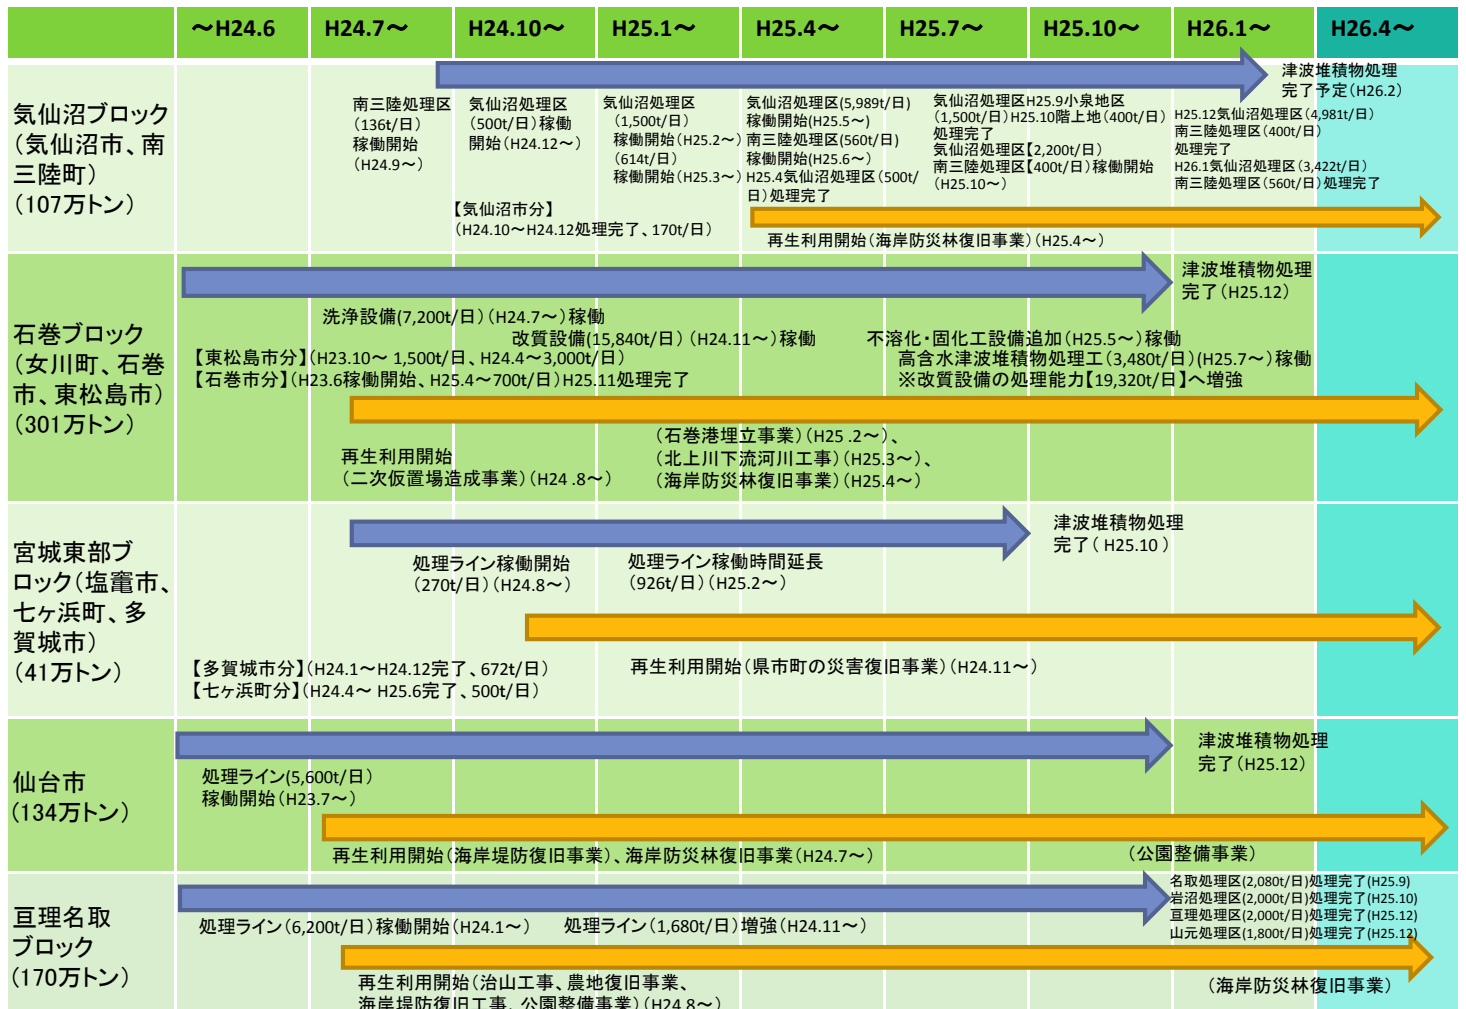 ～H24.6
H24.7～
H24.10～
H25.1～
H25.4～
H25.7～
H25.10～
H26.1～
H26.4～
気仙沼ブロック
(気仙沼市、南
三陸町)
(107万トン)
津波堆積物処理
完了予定(H26.2)
南三陸処理区
(136t/日)
稼働開始
(H24.9～)
気仙沼処理区
(500t/日)稼働
開始(H24.12～)
気仙沼処理区
(1,500t/日)
稼働開始(H25.2～)
(614t/日)
稼働開始(H25.3～)
気仙沼処理区(5,989t/日)
稼働開始(H25.5～)
南三陸処理区(560t/日)
稼働開始(H25.6～)
H25.4気仙沼処理区(500t/
日)処理完了
気仙沼処理区H25.9小泉地区
(1,500t/日)H25.10階上地(400t/日)
処理完了
気仙沼処理区【2,200t/日)
南三陸処理区【400t/日)稼働開始
(H25.10～)
H25.12気仙沼処理区(4,981t/日)
南三陸処理区(400t/日)
処理完了
H26.1気仙沼処理区(3,422t/日)
南三陸処理区(560t/日)処理完了
【気仙沼市分】
(H24.10～H24.12処理完了、170t/日)
再生利用開始(海岸防災林復旧事業)(H25.4～)
石巻ブロック
(女川町、石巻
市、東松島市)
(301万トン)
津波堆積物処理
完了(H25.12)
洗浄設備(7,200t/日)(H24.7～)稼働
改質設備(15,840t/日)(H24.11～)稼働
不溶化・固化工設備追加(H25.5～)稼働
【東松島市分】(H23.10～ 1,500t/日、H24.4～3,000t/日)
高含水津波堆積物処理工(3,480t/日)(H25.7～)稼働
【石巻市分】(H23.6稼働開始、H25.4～700t/日)H25.11処理完了
※改質設備の処理能力【19,320t/日】へ増強
再生利用開始
(二次仮置場造成事業)(H24 .8～)
(石巻港埋立事業)(H25 .2～)、
(北上川下流河川工事)(H25.3～)、
(海岸防災林復旧事業)(H25.4～)
宮城東部ブ
ロック(塩竈市、
七ヶ浜町、多
賀城市)
(41万トン)
津波堆積物処理
完了( H25.10 )
処理ライン稼働開始
(270t/日)(H24.8～)
処理ライン稼働時間延長
(926t/日)(H25.2～)
【多賀城市分】(H24.1～H24.12完了、672t/日)
【七ヶ浜町分】(H24.4～ H25.6完了、500t/日)
再生利用開始(県市町の災害復旧事業)(H24.11～)
仙台市
(134万トン)
津波堆積物処理
完了(H25.12)
処理ライン(5,600t/日)
稼働開始(H23.7～)
再生利用開始(海岸堤防復旧事業)、海岸防災林復旧事業(H24.7～)
(公園整備事業)
亘理名取
ブロック
(170万トン)
名取処理区(2,080t/日)処理完了(H25.9)
岩沼処理区(2,000t/日)処理完了(H25.10)
亘理処理区(2,000t/日)処理完了(H25.12)
山元処理区(1,800t/日)処理完了(H25.12)
処理ライン(6,200t/日)稼働開始(H24.1～)
処理ライン(1,680t/日)増強(H24.11～)
再生利用開始(治山工事、農地復旧事業、
海岸堤防復旧工事、公園整備事業)(H24.8～)
(海岸防災林復旧事業)